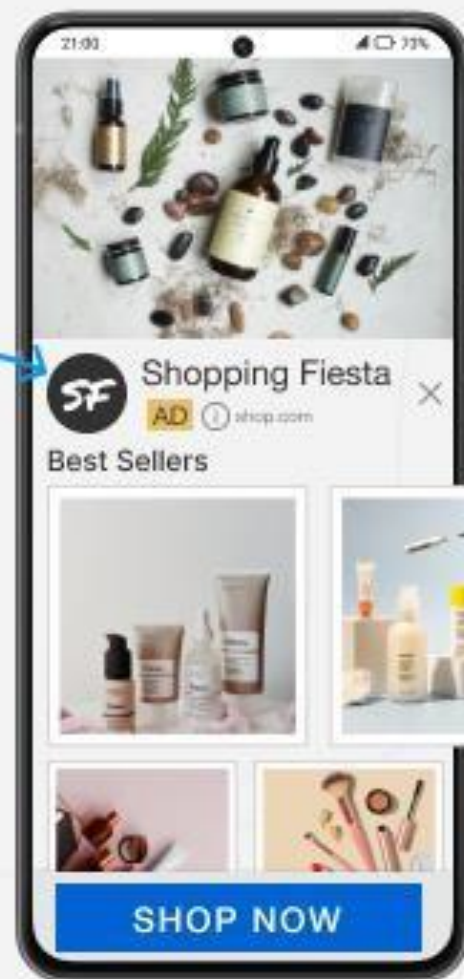 21:00 73%
SF
Shopping Fiesta
AD i shop.com
Best Sellers
SHOP NOW